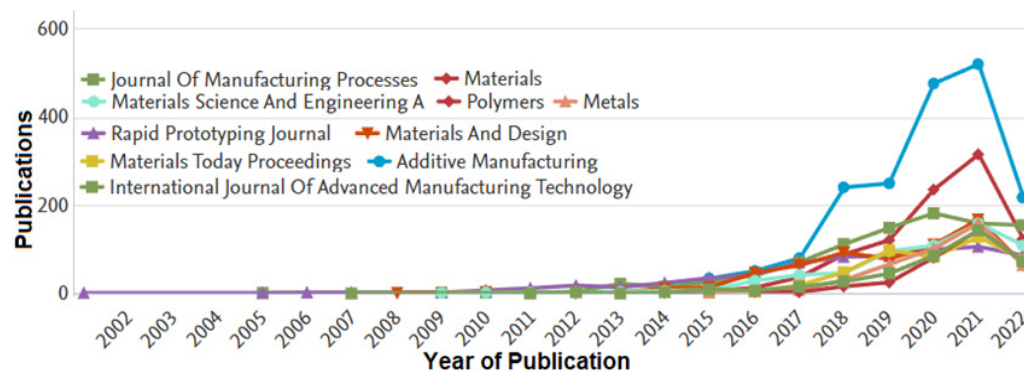 600
Journal Of Manufacturing Processes Materials
Materials Science And Engineering A Polymers Metals
400
Rapid Prototyping Journal Materials And Design
Materials Today Proceedings Additive Manufacturing
International Journal Of Advanced Manufacturing Technology
200
0
Publications
2002 2003 2004 2005 2006 2007 2008 2009 2010 2011 2012 2013 2014 2015 2016 2017 2018 2019 2020 2021 2022
Year of Publication